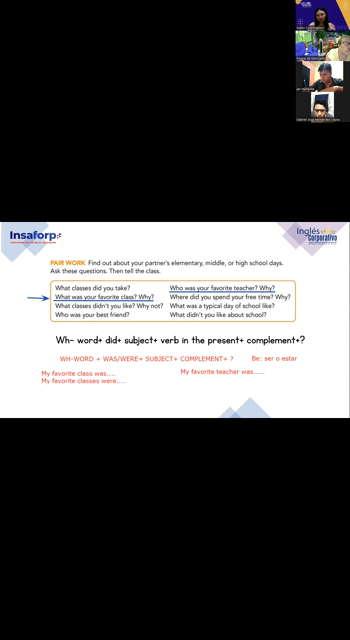 Insaforp
Inglés
corporativo
PAIR WORK Find out about your partner's elementary, middle, or high school days.
Ask these questions. Then tell the class.
What classes did you take?
What was your favorite class? Why?
What classes didn't you like? Why not?
Who was your best friend?
Who was your favorite teacher? Why?
Where did you spend your free time? Why?
What was a typical day of school like?
What didn't you like about school?
Wh- word+ did+ subject+ verb in the present+ complement+?
WH-WORD + WAS/WERE+ SUBJECT+ COMPLEMENT+ ?
Be: ser o estar
My favorite class was....
My favorite classes were....
My favorite teacher was.....